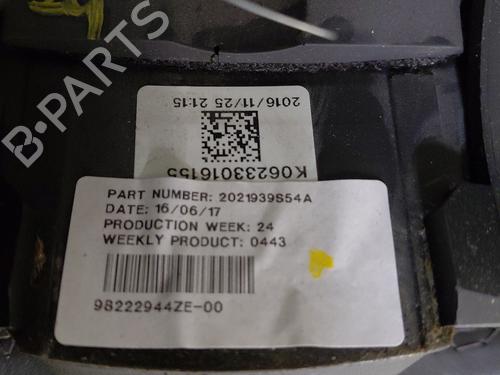 B-PARTS
2016/11/25 21:15
K06233016155
PART NUMBER: 2021939S54A
DATE: 16/06/17
PRODUCTION WEEK: 24
WEEKLY PRODUCT: 0443
98222944ZE-00